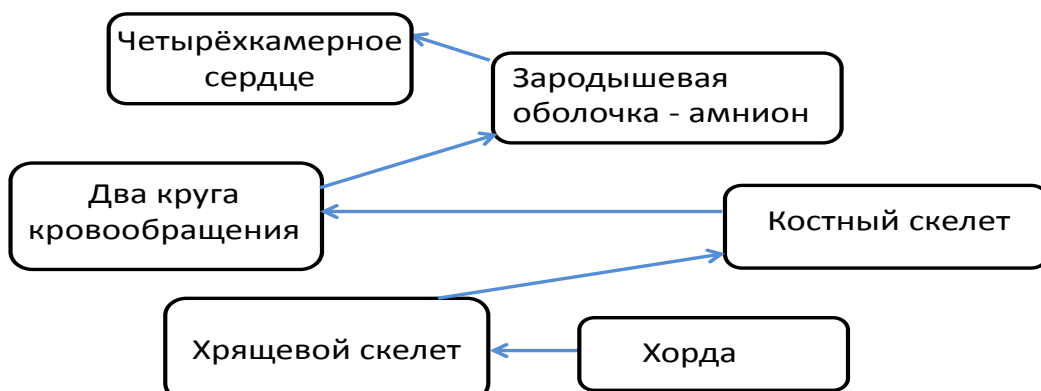 Четырёхкамерное
сердце
Зародышевая
оболочка - амнион
Два круга
кровообращения
Костный скелет
Хрящевой скелет
Хорда